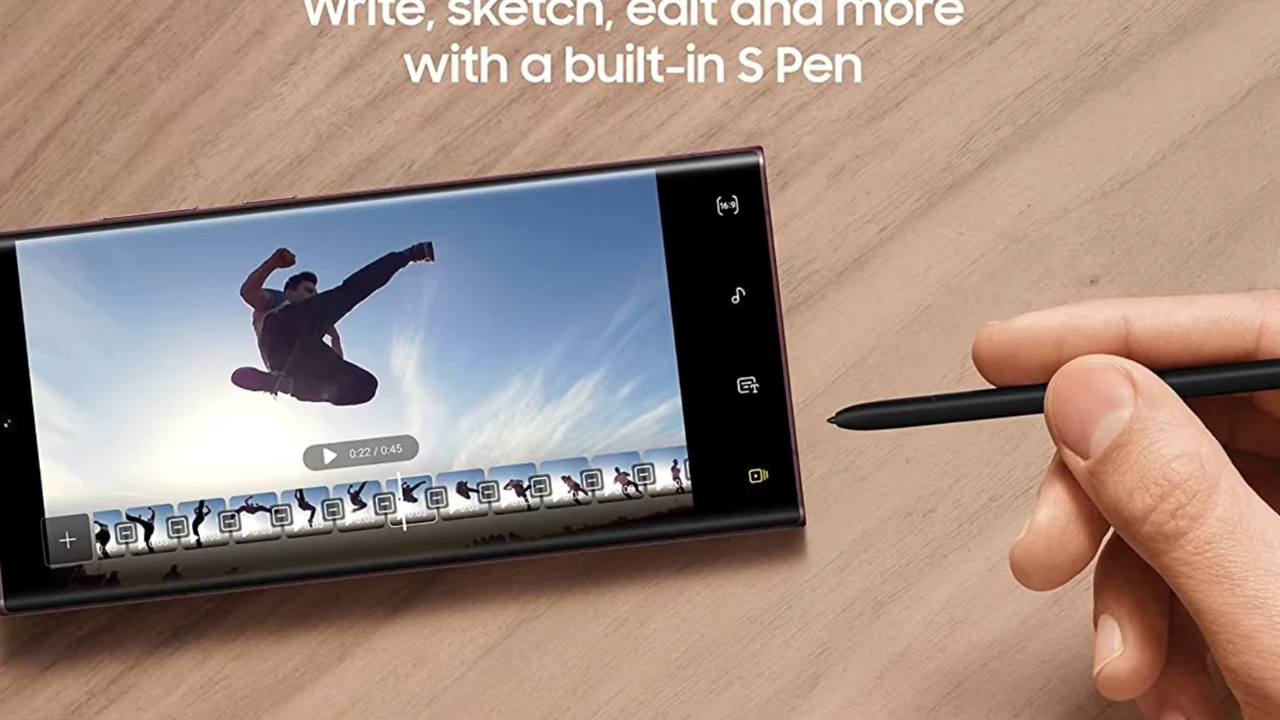 Write, sketch, edit and more
with a built-in S Pen
16:9
0:22 / 0:45